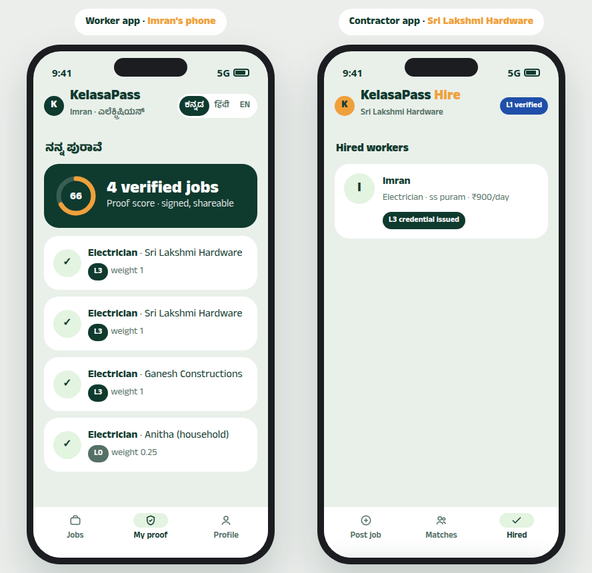 Worker app · Imran's phone
9:41
5G
K
KelasaPass
Imran · ಎಲೆಕ್ಟ್ರಿಷಿಯನ್
ಕನ್ನಡ हिंदी EN
ನನ್ನ ಪುರಾವೆ
66
4 verified jobs
Proof score · signed, shareable
✓
Electrician · Sri Lakshmi Hardware
L3 weight 1
✓
Electrician · Sri Lakshmi Hardware
L3 weight 1
✓
Electrician · Ganesh Constructions
L3 weight 1
✓
Electrician · Anitha (household)
L0 weight 0.25
Jobs My proof Profile
Contractor app · Sri Lakshmi Hardware
9:41
5G
K
KelasaPass Hire
Sri Lakshmi Hardware
L1 verified
Hired workers
I
Imran
Electrician · ss puram · ₹900/day
L3 credential issued
Post job Matches Hired